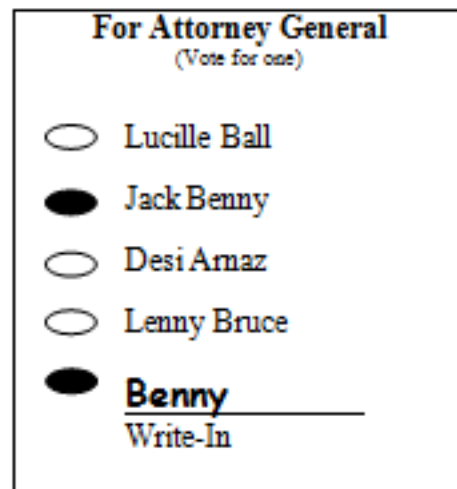 For Attorney General
(Vote for one)
Lucille Ball
Jack Benny
Desi Arnaz
Lenny Bruce
Benny
Write-In